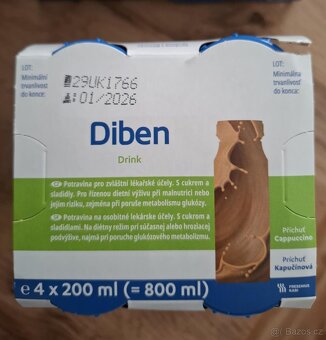 LOT:
Minimální
trvanlivost
do konce:
29UK1766
01/2026
LOT:
Minimálna
trvanlivosť
do konca:
Diben
Drink
CZ Potravina pro zvláštní lékařské účely. S cukrem a
sladidly. Pro řízenou dietní výživu při malnutrici nebo
jejím riziku, zejména při poruše metabolismu glukózy.
SK Potravina na osobitné lekárske účely. S cukrom a
sladidlami. Na diétny režim pri súčasnej alebo hroziacej
podvýžive, najmä pri poruche glukózového metabolizmu.
Příchuť
Cappuccino
Príchuť
Kapučínová
e 4 x 200 ml (= 800 ml)
FRESENIUS
KABI
Bazos.cz